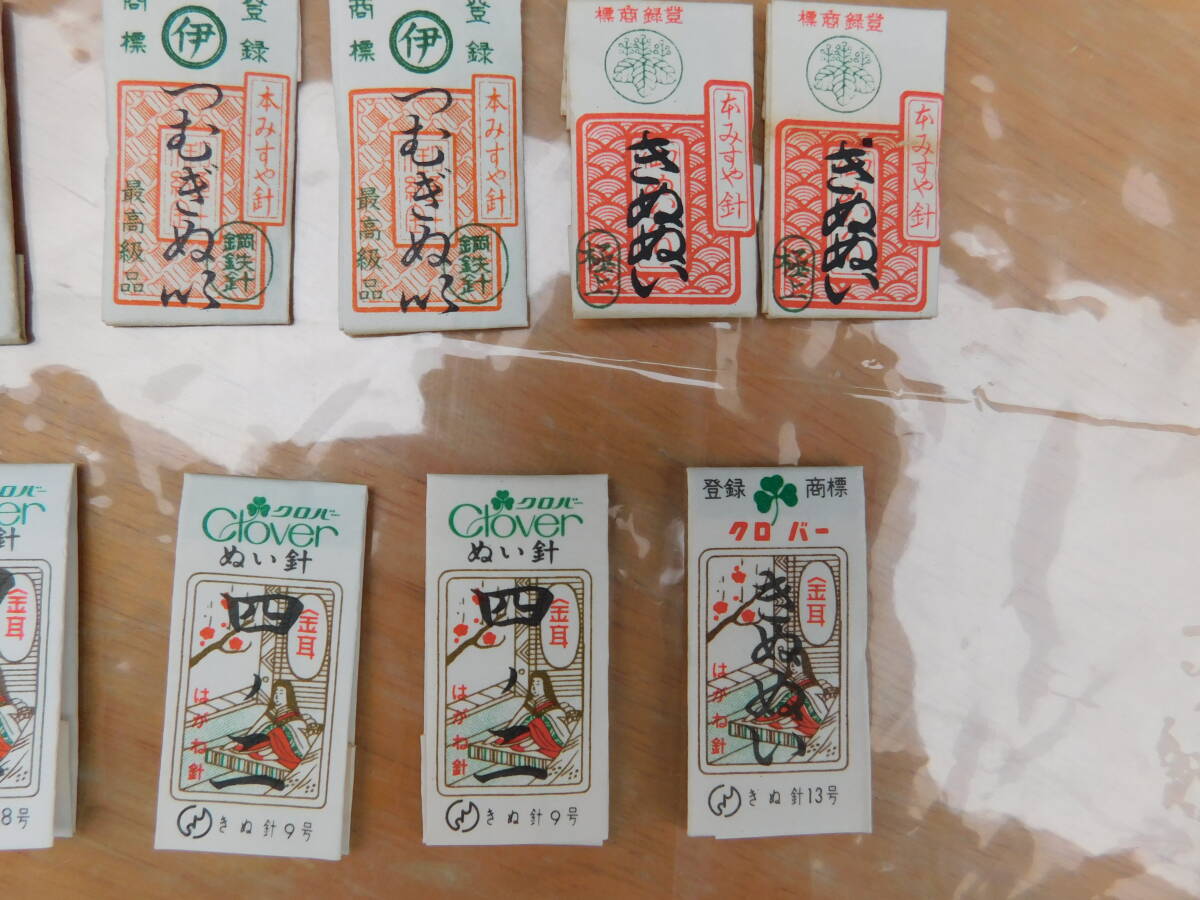 登録
商標
伊
本みすや針
つむぎぬい
最高級品
鋼鉄針
登録
商標
伊
本みすや針
つむぎぬい
最高級品
鋼鉄針
標商録登
本みすや針
きぬぬい
極上
標商録登
本みすや針
きぬぬい
極上
クロバー
er
針
金耳
8号
クロバー
Clover
ぬい針
金耳
四ノ二
はがね針
きぬ針9号
クロバー
Clover
ぬい針
金耳
四ノ二
はがね針
きぬ針9号
登録 商標
クロバー
金耳
きぬぬい
はがね針
きぬ針13号